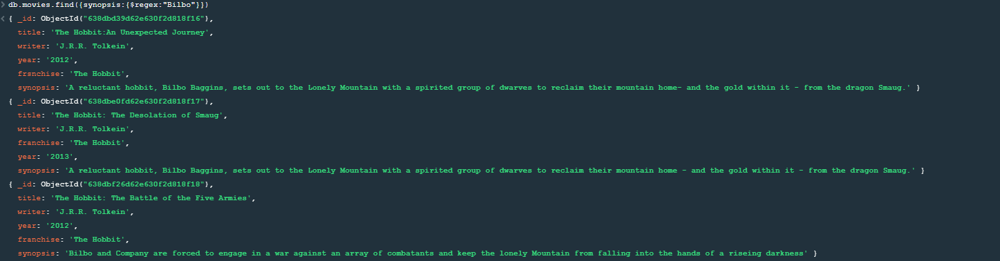 db.movies.find({synopsis:{$regex:"Bilbo"}})
{ _id: ObjectId("638dbd39d62e630f2d818f16"),
title: 'The Hobbit:An Unexpected Journey',
writer: 'J.R.R. Tolkein',
year: '2012',
frsnchise: 'The Hobbit',
synopsis: 'A reluctant hobbit, Bilbo Baggins, sets out to the Lonely Mountain with a spirited group of dwarves to reclaim their mountain home- and the gold within it - from the dragon Smaug.' }
{ _id: ObjectId("638dbe0fd62e630f2d818f17"),
title: 'The Hobbit: The Desolation of Smaug',
writer: 'J.R.R. Tolkein',
franchise: 'The Hobbit',
year: '2013',
synopsis: 'A reluctant hobbit, Bilbo Baggins, sets out to the Lonely Mountain with a spirited group of dwarves to reclaim their mountain home - and the gold within it - from the dragon Smaug.' }
{ _id: ObjectId("638dbf26d62e630f2d818f18"),
title: 'The Hobbit: The Battle of the Five Armies',
writer: 'J.R.R. Tolkein',
year: '2012',
franchise: 'The Hobbit',
synopsis: 'Bilbo and Company are forced to engage in a war against an array of combatants and keep the lonely Mountain from falling into the hands of a riseing darkness' }